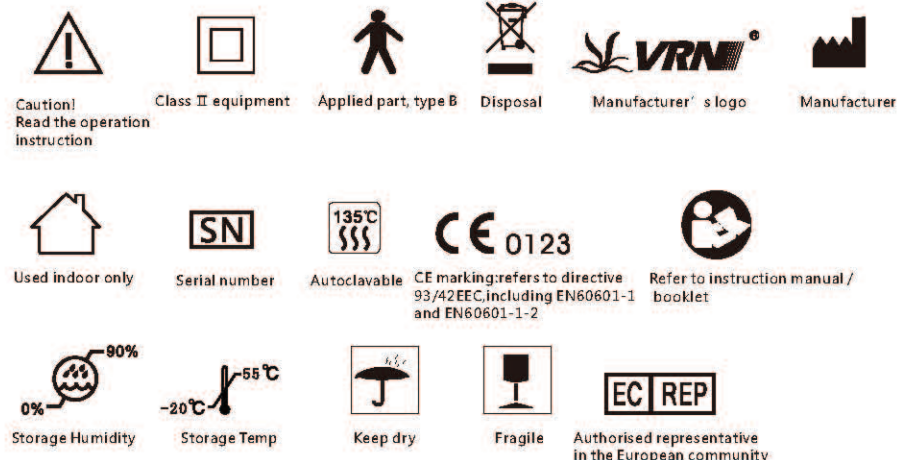 VRN®
Caution!
Read the operation
instruction
Class Ⅱ equipment
Applied part, type B
Disposal
Manufacturer' s logo
Manufacturer
SN
135℃
CE 0123
Used indoor only
Serial number
Autoclavable
CE marking:refers to directive
93/42EEC,including EN60601-1
and EN60601-1-2
Refer to instruction manual /
booklet
90%
0%
55℃
-20℃
EC REP
Storage Humidity
Storage Temp
Keep dry
Fragile
Authorised representative
in the European community